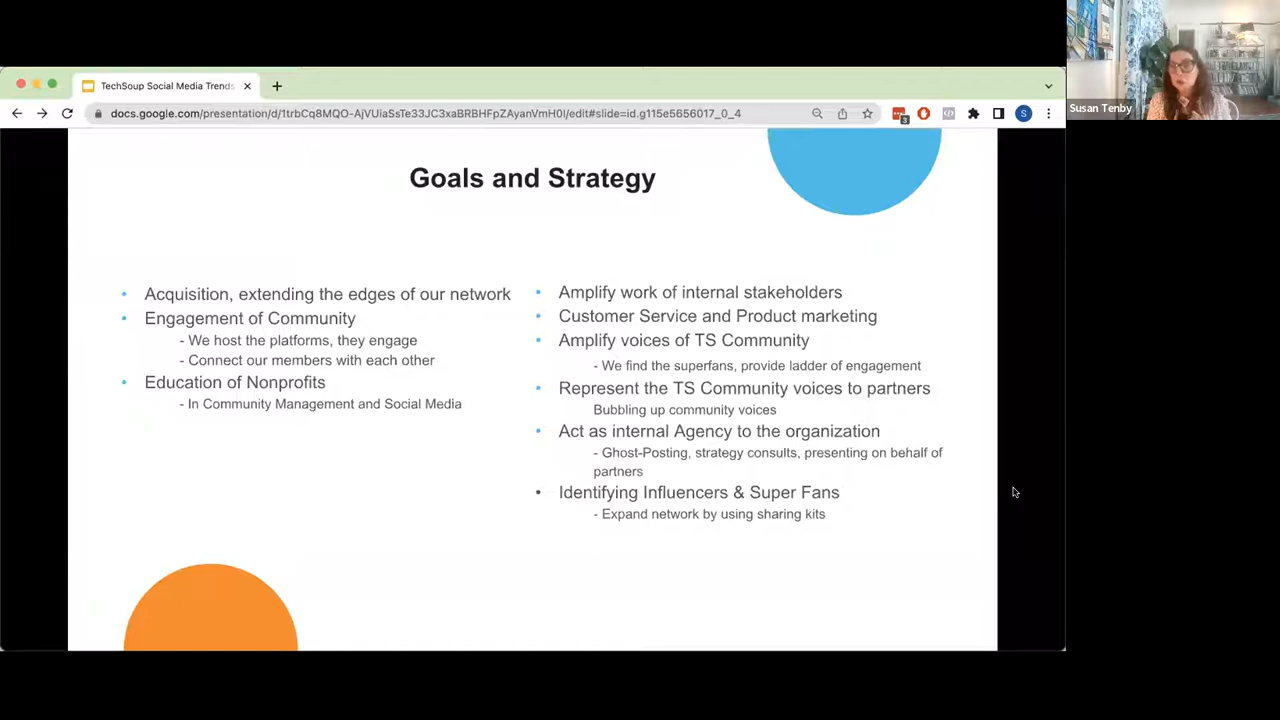 TechSoup Social Media Trends
docs.google.com/presentation/d/1trbCq8MQO-AjVUiaSsTe33JC3xaBRBHFpZAyanVmH0I/edit#slide=id.g115e5656017_0_4
3
S
Susan Tenby
Goals and Strategy
• Acquisition, extending the edges of our network
• Engagement of Community
- We host the platforms, they engage
- Connect our members with each other
• Education of Nonprofits
- In Community Management and Social Media
• Amplify work of internal stakeholders
• Customer Service and Product marketing
• Amplify voices of TS Community
- We find the superfans, provide ladder of engagement
• Represent the TS Community voices to partners
Bubbling up community voices
• Act as internal Agency to the organization
- Ghost-Posting, strategy consults, presenting on behalf of
partners
• Identifying Influencers & Super Fans
- Expand network by using sharing kits